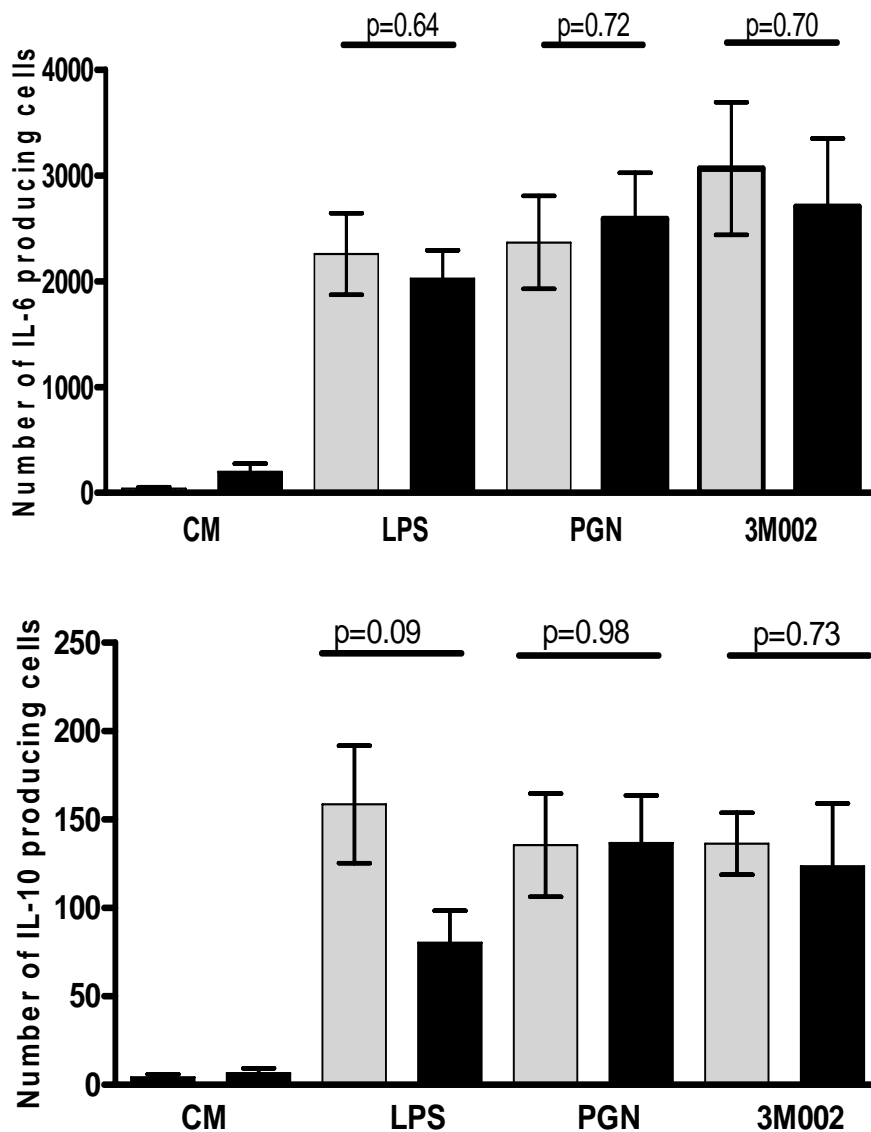 p=0.64 p=0.72 p=0.70
Number of IL-6 producing cells
4000
3000
2000
1000
0
CM LPS PGN 3M002
p=0.09 p=0.98 p=0.73
Number of IL-10 producing cells
250
200
150
100
50
0
CM LPS PGN 3M002